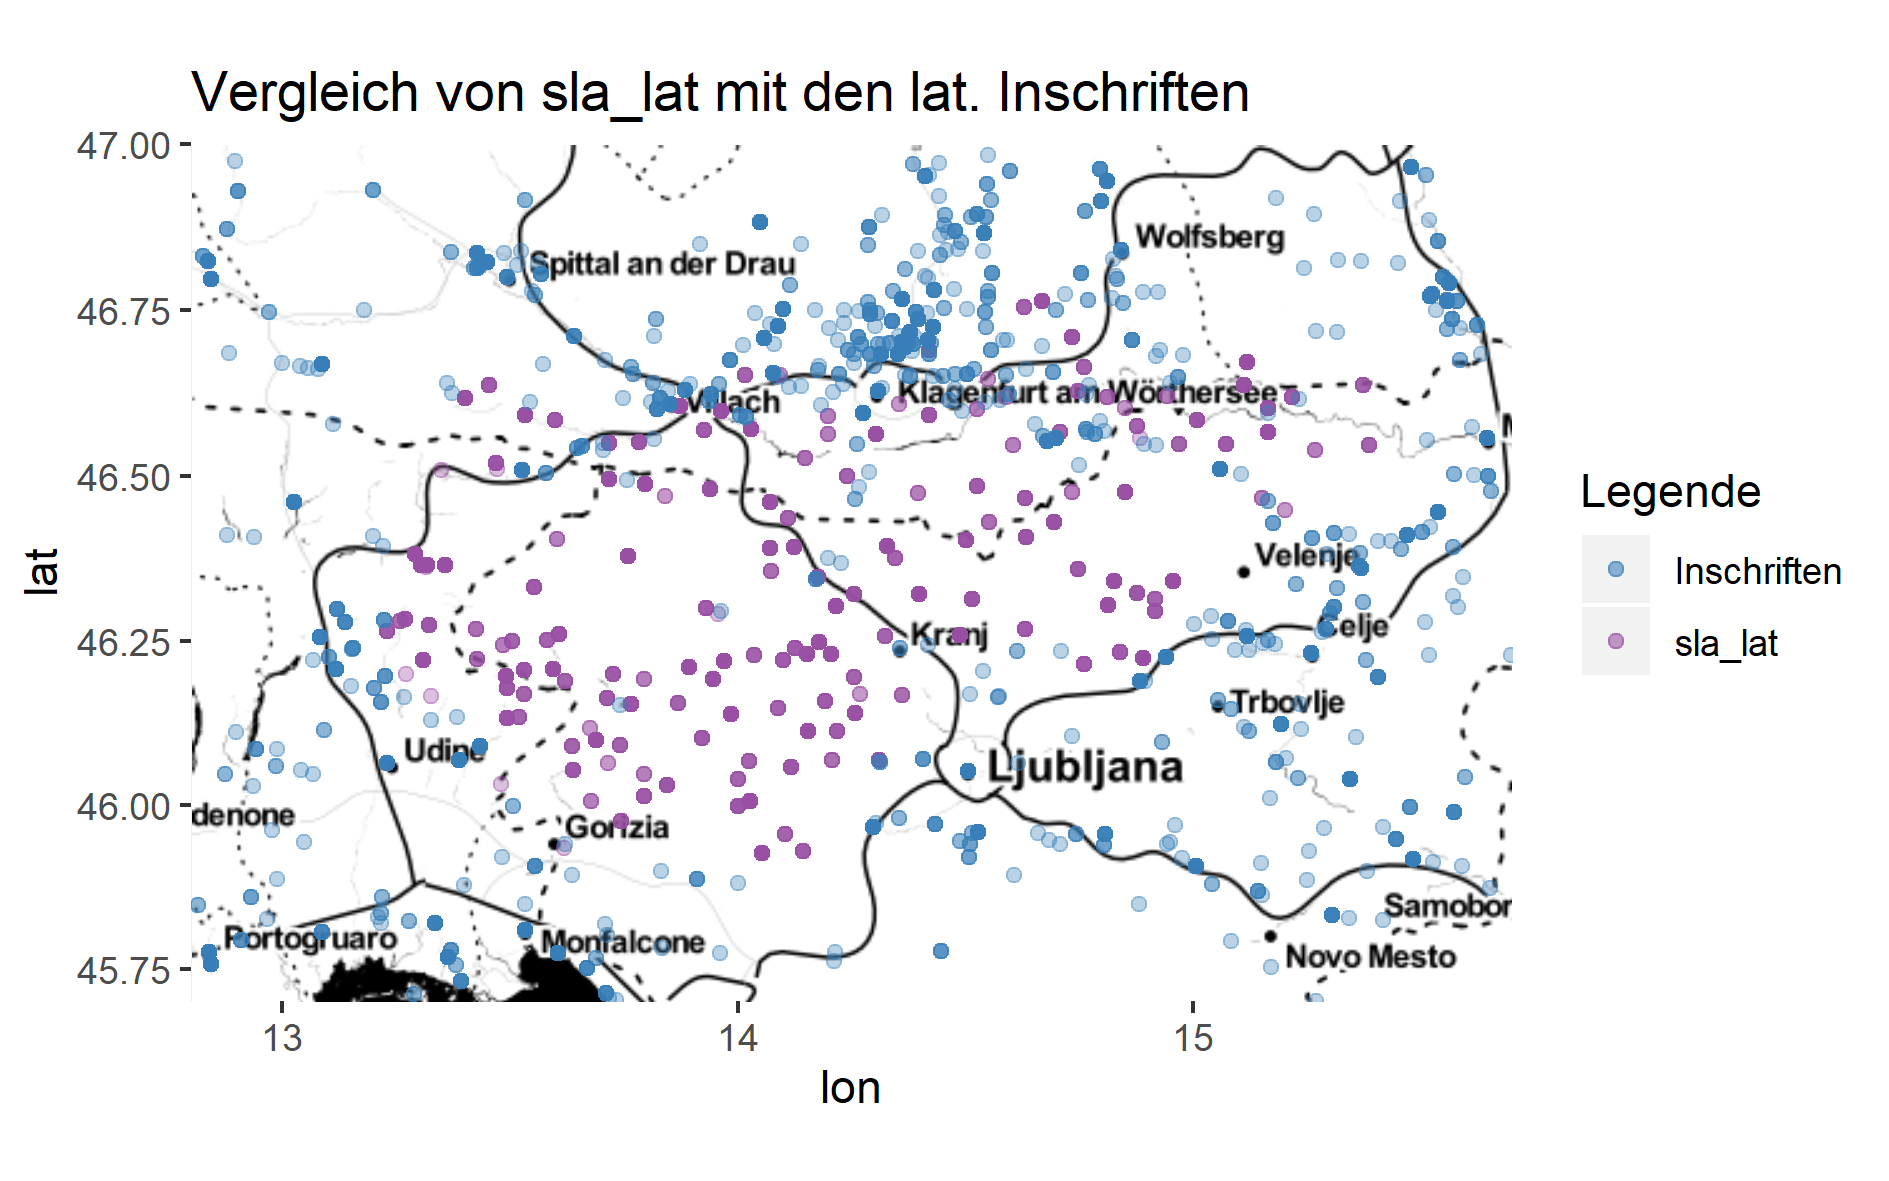 Vergleich von sla_lat mit den lat. Inschriften
47.00
46.75
46.50
46.25
46.00
45.75
lat
13
14
15
lon
Wolfsberg
Spittal an der Drau
Villach
Klagenfurt am Wörthersee
Velenje
Kranj
elje
Trbovlje
Udine
Ljubljana
denone
Gorizia
Samobor
Portogruaro
Monfalcone
Novo Mesto
Legende
Inschriften
sla_lat